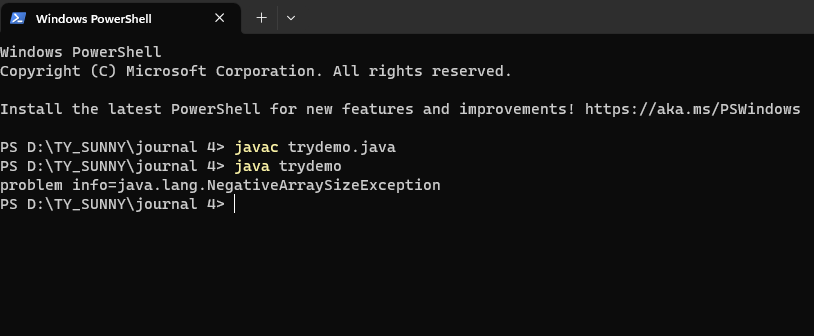 Windows PowerShell
Windows PowerShell
Copyright (C) Microsoft Corporation. All rights reserved.
Install the latest PowerShell for new features and improvements! https://aka.ms/PSWindows
PS D:\TY_SUNNY\journal 4> javac trydemo.java
PS D:\TY_SUNNY\journal 4> java trydemo
problem info=java.lang.NegativeArraySizeException
PS D:\TY_SUNNY\journal 4>